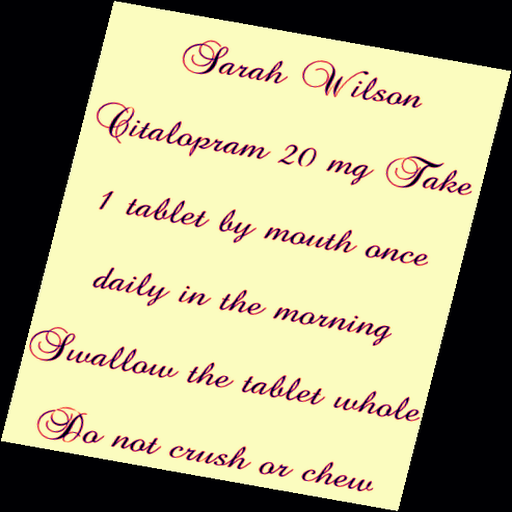 Sarah Wilson
Citalopram 20 mg Take
1 tablet by mouth once
daily in the morning
Swallow the tablet whole
Do not crush or chew